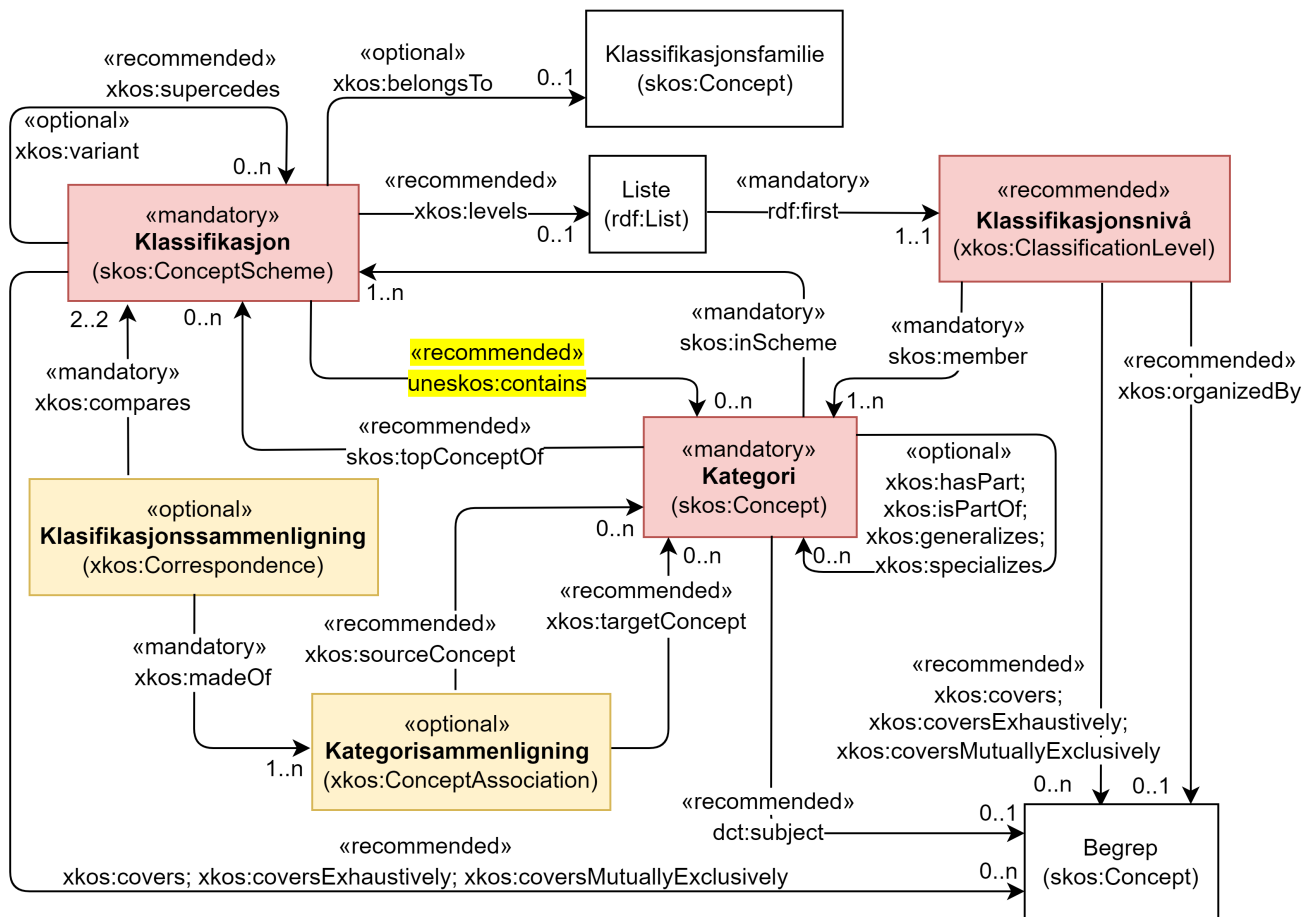 «recommended»
xkos:supercedes
«optional»
xkos:variant
0..n
«optional»
xkos:belongsTo
0..1
Klassifikasjonsfamilie
(skos:Concept)
«mandatory»
Klassifikasjon
(skos:ConceptScheme)
«recommended»
xkos:levels
0..1
Liste
(rdf:List)
«mandatory»
rdf:first
1..1
«recommended»
Klassifikasjonsnivå
(xkos:ClassificationLevel)
2..2
0..n
1..n
«mandatory»
skos:inScheme
«mandatory»
skos:member
1..n
«recommended»
xkos:organizedBy
«mandatory»
xkos:compares
«recommended»
uneskos:contains
0..n
«recommended»
skos:topConceptOf
«mandatory»
Kategori
(skos:Concept)
«optional»
xkos:hasPart;
xkos:isPartOf;
xkos:generalizes;
xkos:specializes
0..n
«optional»
Klasifikasjonssammenligning
(xkos:Correspondence)
0..n
0..n
«recommended»
xkos:targetConcept
«recommended»
xkos:sourceConcept
«mandatory»
xkos:madeOf
1..n
«optional»
Kategorisammenligning
(xkos:ConceptAssociation)
«recommended»
xkos:covers;
xkos:coversExhaustively;
xkos:coversMutuallyExclusively
0..n
0..1
«recommended»
dct:subject
0..1
Begrep
(skos:Concept)
«recommended»
xkos:covers; xkos:coversExhaustively; xkos:coversMutuallyExclusively
0..n